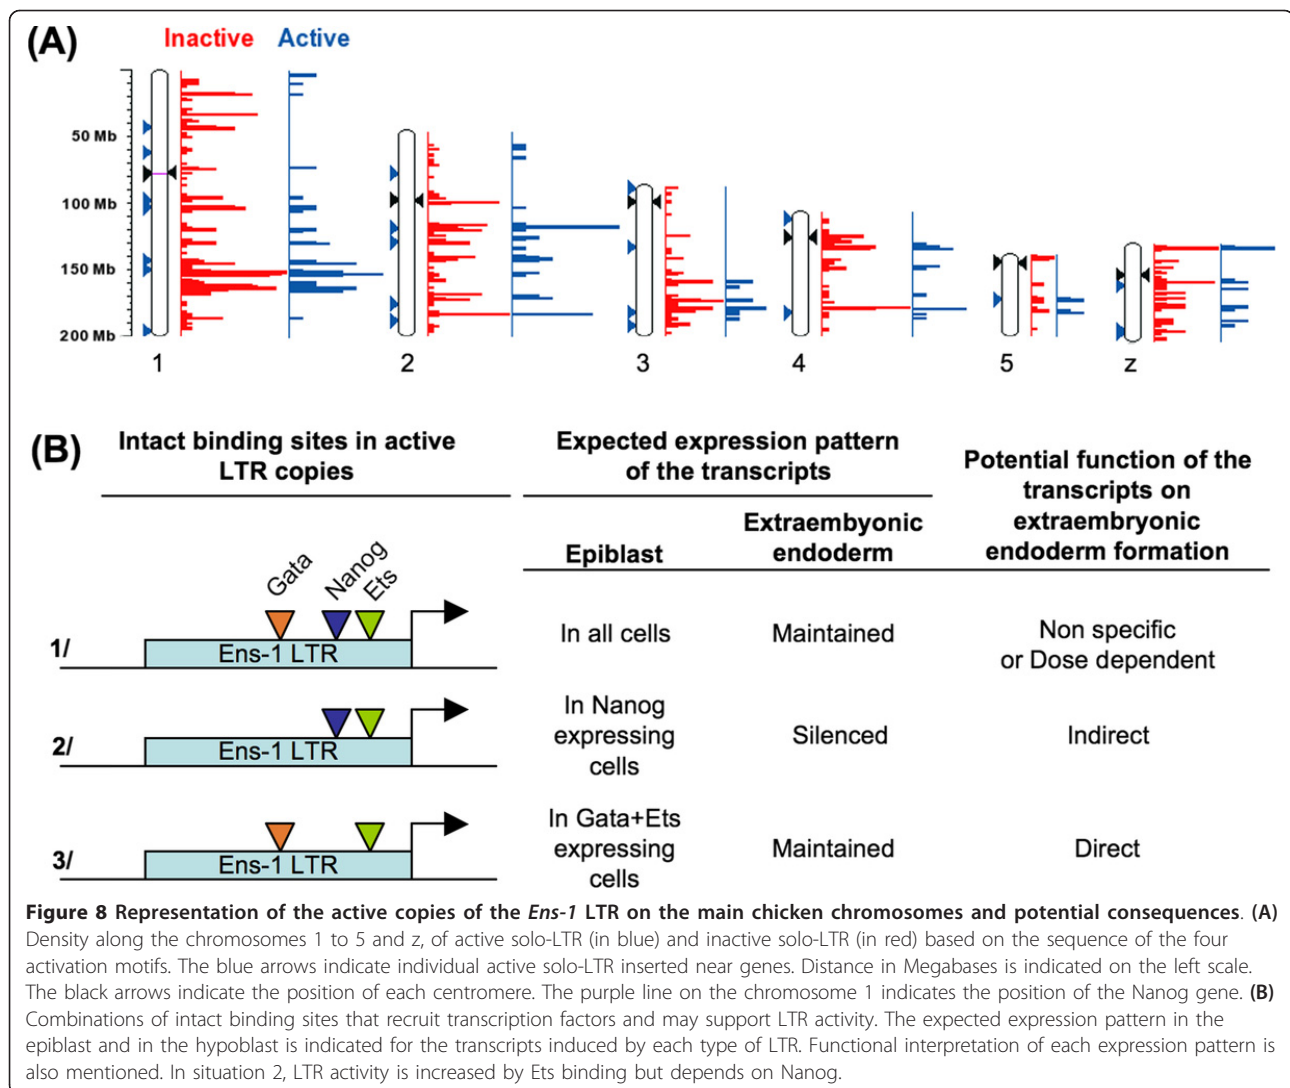 (A)
Inactive
Active
50 Mb
100 Mb
150 Mb
200 Mb
1
2
3
4
5
z
(B)
Intact binding sites in active
LTR copies
Expected expression pattern
of the transcripts
Potential function of the
transcripts on
extraembryonic
endoderm formation
Epiblast
Extraembyonic
endoderm
Gata
Nanog
Ets
1/
Ens-1 LTR
In all cells
Maintained
Non specific
or Dose dependent
2/
Ens-1 LTR
In Nanog
expressing
cells
Silenced
Indirect
3/
Ens-1 LTR
In Gata+Ets
expressing
cells
Maintained
Direct
Figure 8 Representation of the active copies of the Ens-1 LTR on the main chicken chromosomes and potential consequences. (A)
Density along the chromosomes 1 to 5 and z, of active solo-LTR (in blue) and inactive solo-LTR (in red) based on the sequence of the four
activation motifs. The blue arrows indicate individual active solo-LTR inserted near genes. Distance in Megabases is indicated on the left scale.
The black arrows indicate the position of each centromere. The purple line on the chromosome 1 indicates the position of the Nanog gene. (B)
Combinations of intact binding sites that recruit transcription factors and may support LTR activity. The expected expression pattern in the
epiblast and in the hypoblast is indicated for the transcripts induced by each type of LTR. Functional interpretation of each expression pattern is
also mentioned. In situation 2, LTR activity is increased by Ets binding but depends on Nanog.